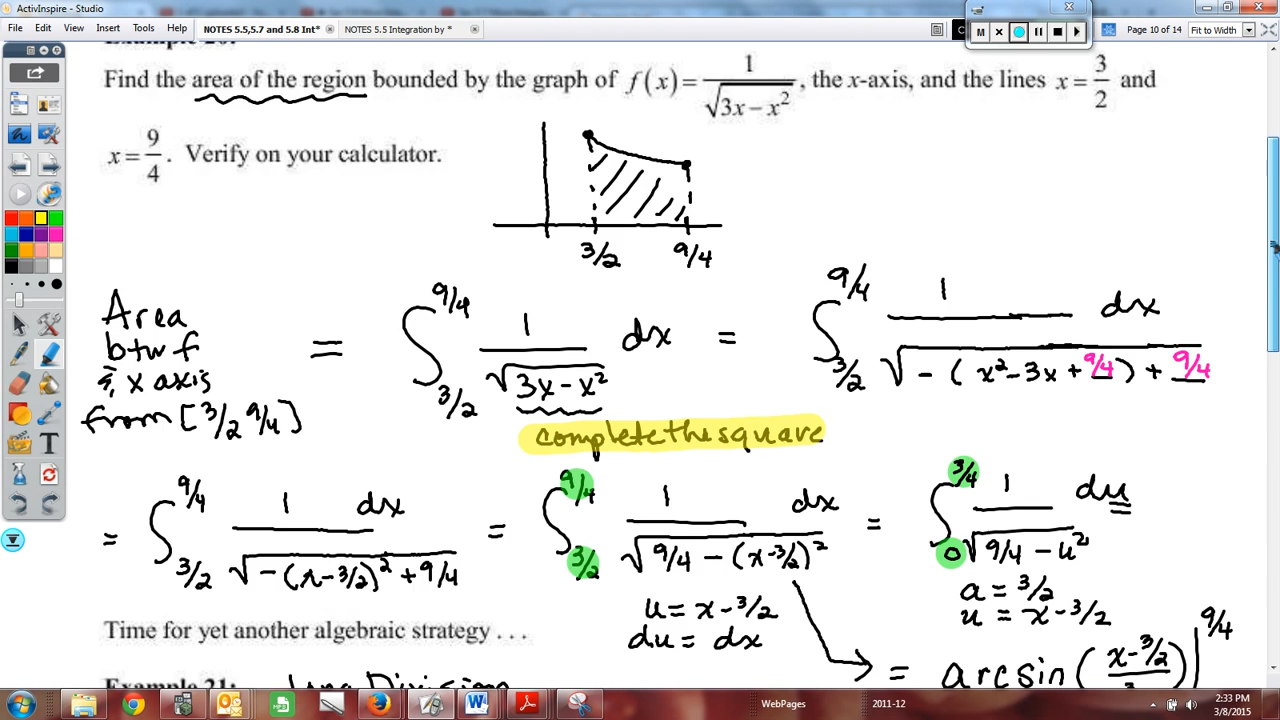 ActivInspire - Studio
File Edit View Insert Tools Help NOTES 5.5,5.7 and 5.8 Int* NOTES 5.5 Integration by * Page 10 of 14 Fit to Width
M
Example 20:
Find the area of the region bounded by the graph of f(x) = 1/√(3x − x²), the x-axis, and the lines x = 3/2 and
x = 9/4. Verify on your calculator.
3/2 9/4
Area
btw f
& x axis
from [3/2 9/4]
= ∫_{3/2}^{9/4} 1/√(3x − x²) dx = ∫_{3/2}^{9/4} 1/√(−(x² − 3x + 9/4) + 9/4) dx
complete the square
= ∫_{3/2}^{9/4} 1/√(−(x − 3/2)² + 9/4) dx = ∫_{3/2}^{9/4} 1/√(9/4 − (x − 3/2)²) dx = ∫_{0}^{3/4} 1/√(9/4 − u²) du
u = x − 3/2
du = dx
a = 3/2
u = x − 3/2
Time for yet another algebraic strategy . . .
= arcsin((x − 3/2)/ )|^{9/4}
Example 21: Long Division
WebPages 2011-12 2:33 PM
3/8/2015